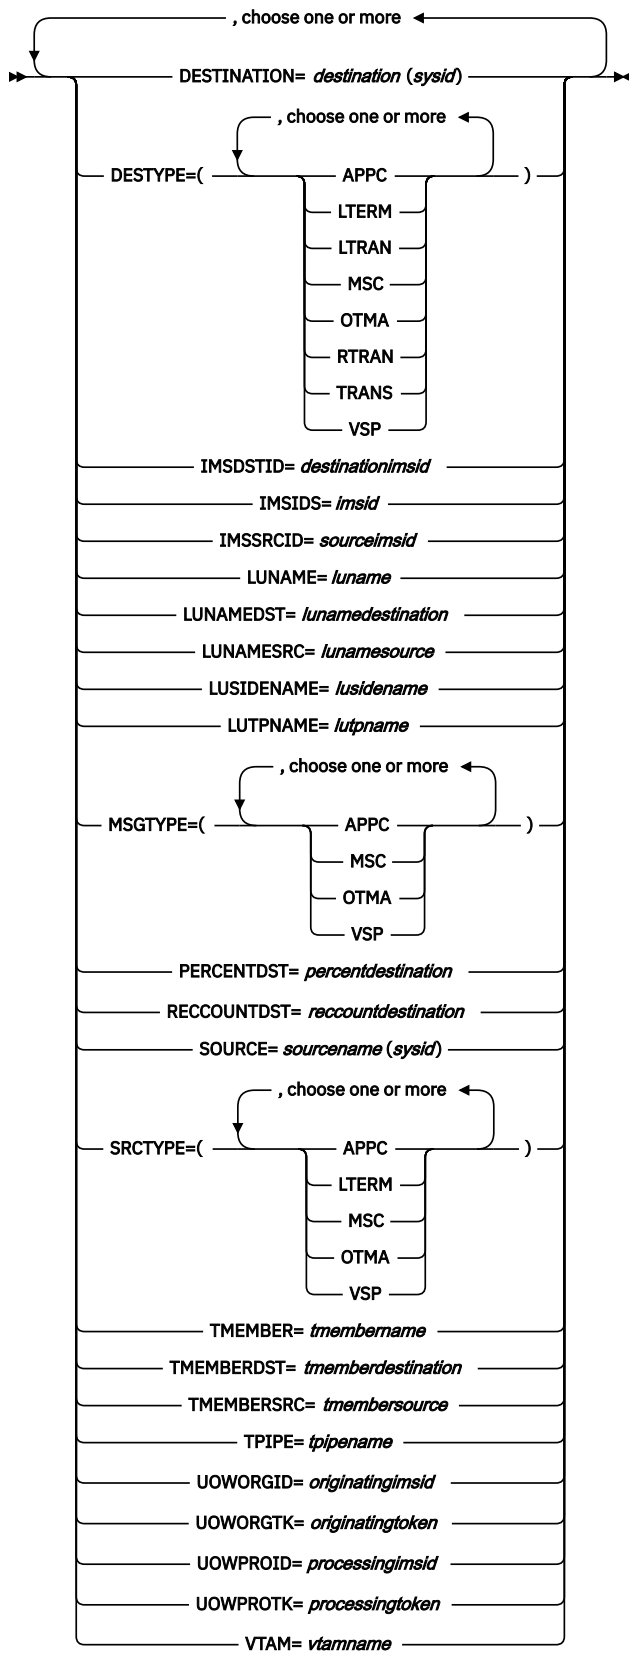 , choose one or more
DESTINATION= destination (sysid)
, choose one or more
DESTYPE=( APPC )
LTERM
LTRAN
MSC
OTMA
RTRAN
TRANS
VSP
IMSDSTID= destinationimsid
IMSIDS= imsid
IMSSRCID= sourceimsid
LUNAME= luname
LUNAMEDST= lunamedestination
LUNAMESRC= lunamesource
LUSIDENAME= lusidename
LUTPNAME= lutpname
, choose one or more
MSGTYPE=( APPC )
MSC
OTMA
VSP
PERCENTDST= percentdestination
RECCOUNTDST= reccountdestination
SOURCE= sourcename (sysid)
, choose one or more
SRCTYPE=( APPC )
LTERM
MSC
OTMA
VSP
TMEMBER= tmembername
TMEMBERDST= tmemberdestination
TMEMBERSRC= tmembersource
TPIPE= tpipename
UOWORGID= originatingimsid
UOWORGTK= originatingtoken
UOWPROID= processingimsid
UOWPROTK= processingtoken
VTAM= vtamname